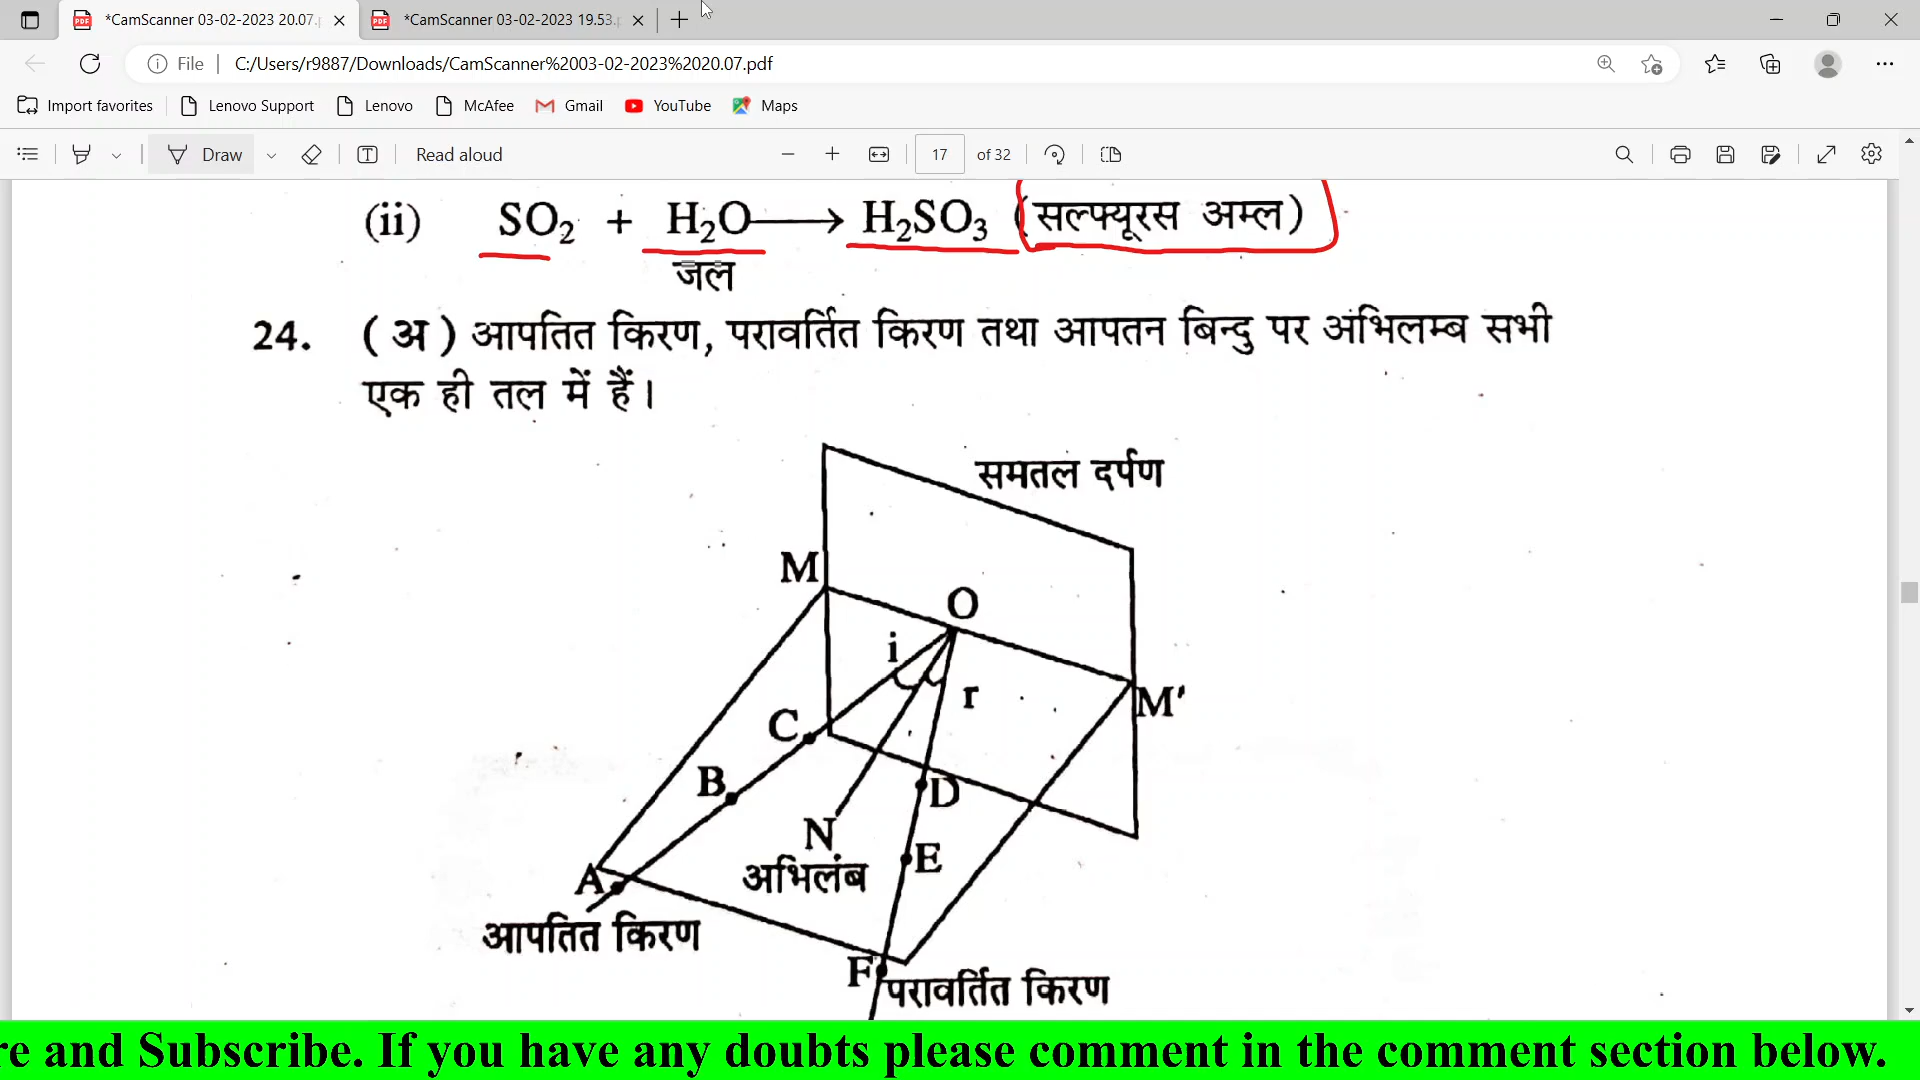 *CamScanner 03-02-2023 20.07.p
*CamScanner 03-02-2023 19.53.p
File
C:/Users/r9887/Downloads/CamScanner%2003-02-2023%2020.07.pdf
Import favorites
Lenovo Support
Lenovo
McAfee
Gmail
YouTube
Maps
Draw
Read aloud
17
of 32
(ii) SO₂ + H₂O ⟶ H₂SO₃ (सल्फ्यूरस अम्ल)
जल
24. (अ) आपतित किरण, परावर्तित किरण तथा आपतन बिन्दु पर अभिलम्ब सभी
एक ही तल में हैं।
समतल दर्पण
M
O
i
r
M'
C
B
D
N
E
अभिलंब
A
आपतित किरण
F
परावर्तित किरण
re and Subscribe. If you have any doubts please comment in the comment section below.